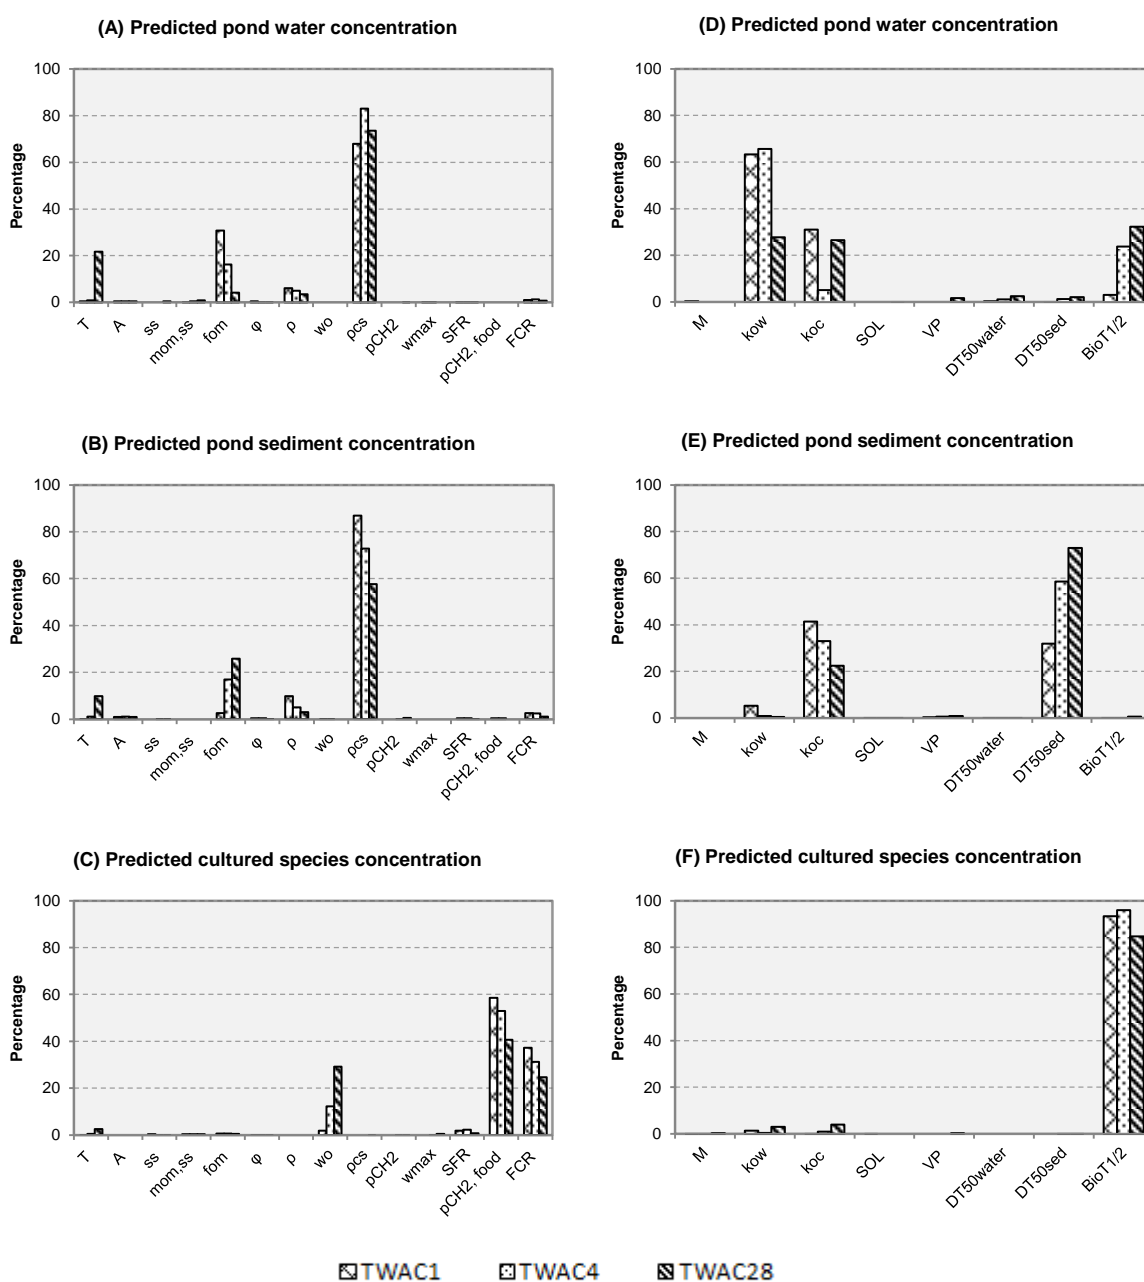 (A) Predicted pond water concentration
Percentage
100
80
60
40
20
0
T A ss mom,ss fom φ ρ wo pcs pCH2 wmax SFR pCH2, food FCR
(D) Predicted pond water concentration
Percentage
100
80
60
40
20
0
M kow koc SOL VP DT50water DT50sed BioT1/2
(B) Predicted pond sediment concentration
Percentage
100
80
60
40
20
0
T A ss mom,ss fom φ ρ wo pcs pCH2 wmax SFR pCH2, food FCR
(E) Predicted pond sediment concentration
Percentage
100
80
60
40
20
0
M kow koc SOL VP DT50water DT50sed BioT1/2
(C) Predicted cultured species concentration
Percentage
100
80
60
40
20
0
T A ss mom,ss fom φ ρ wo pcs pCH2 wmax SFR pCH2, food FCR
(F) Predicted cultured species concentration
Percentage
100
80
60
40
20
0
M kow koc SOL VP DT50water DT50sed BioT1/2
TWAC1 TWAC4 TWAC28